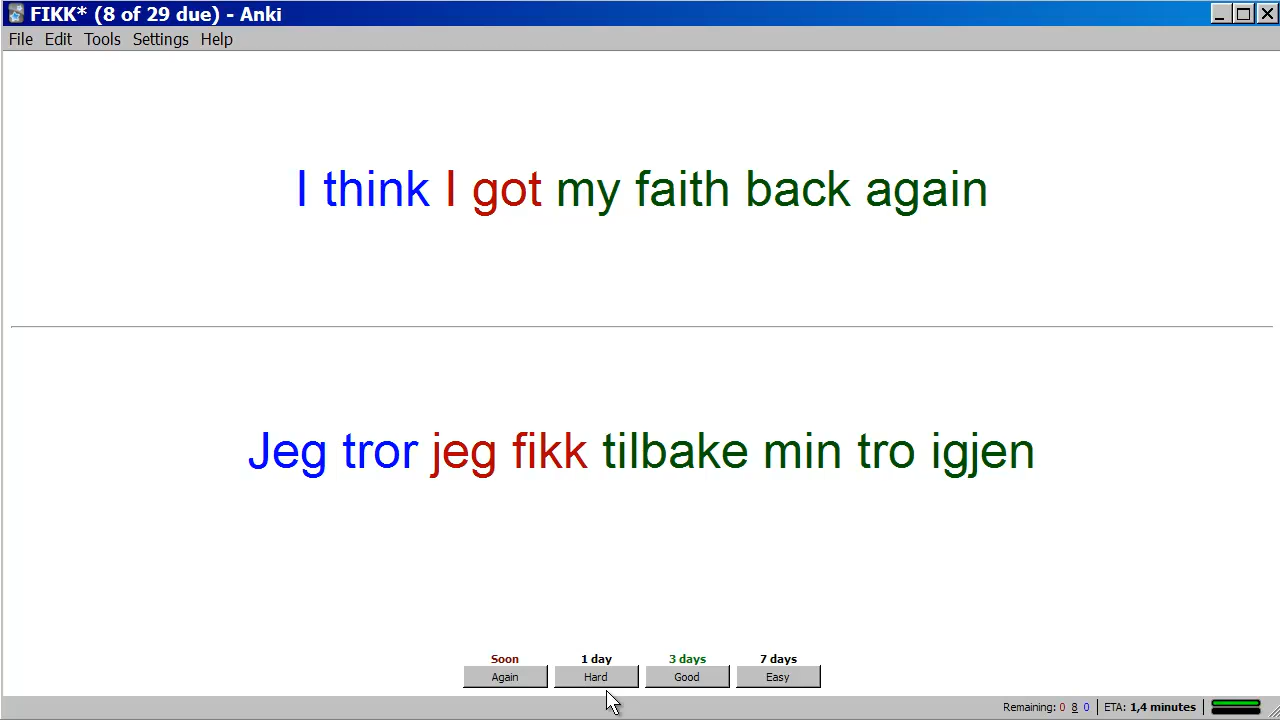 FIKK* (8 of 29 due) - Anki
File Edit Tools Settings Help
I think I got my faith back again
Jeg tror jeg fikk tilbake min tro igjen
Soon 1 day 3 days 7 days
Again Hard Good Easy
Remaining: 0 8 0 ETA: 1,4 minutes